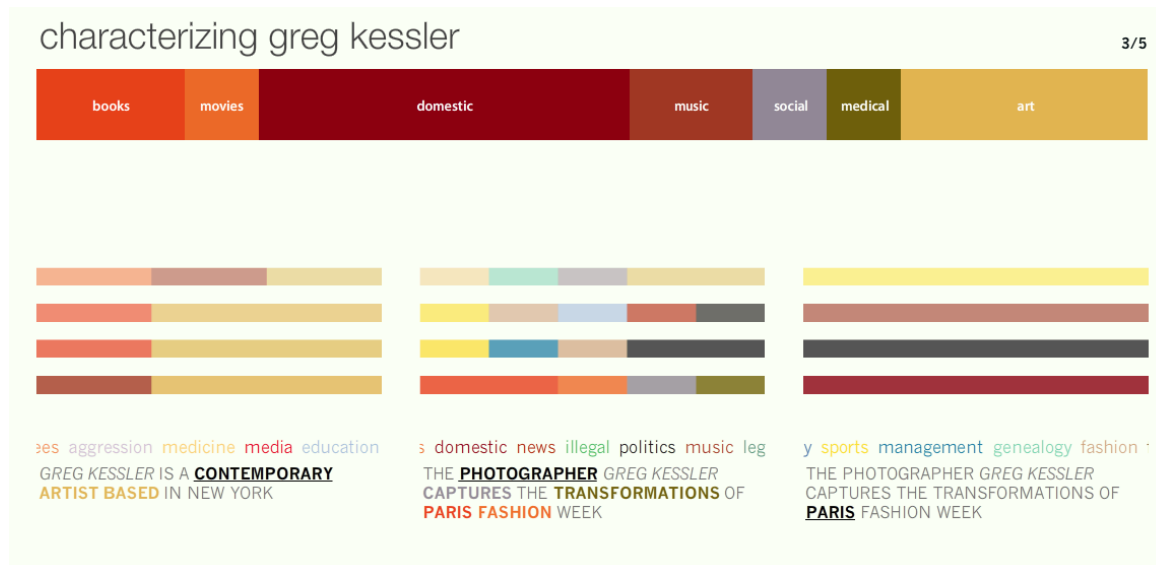 characterizing greg kessler
3/5
books movies domestic music social medical art
ees aggression medicine media education
GREG KESSLER IS A CONTEMPORARY
ARTIST BASED IN NEW YORK
s domestic news illegal politics music leg
THE PHOTOGRAPHER GREG KESSLER
CAPTURES THE TRANSFORMATIONS OF
PARIS FASHION WEEK
y sports management genealogy fashion
THE PHOTOGRAPHER GREG KESSLER
CAPTURES THE TRANSFORMATIONS OF
PARIS FASHION WEEK